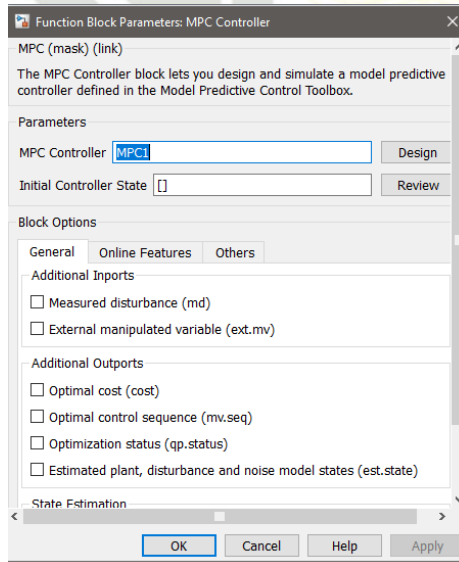 Function Block Parameters: MPC Controller
MPC (mask) (link)
The MPC Controller block lets you design and simulate a model predictive
controller defined in the Model Predictive Control Toolbox.
Parameters
MPC Controller MPC1 Design
Initial Controller State [] Review
Block Options
General Online Features Others
Additional Inports
Measured disturbance (md)
External manipulated variable (ext.mv)
Additional Outports
Optimal cost (cost)
Optimal control sequence (mv.seq)
Optimization status (qp.status)
Estimated plant, disturbance and noise model states (est.state)
State Estimation
OK Cancel Help Apply